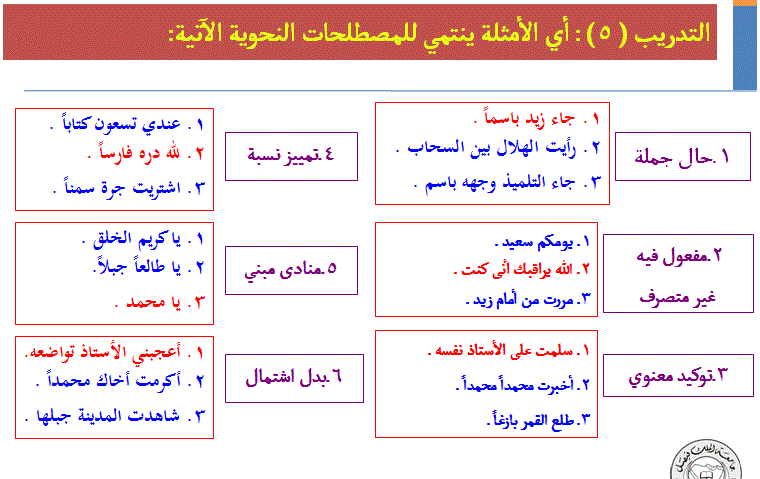 التدريب ( ٥ ) : أي الأمثلة ينتمي للمصطلحات النحوية الآتية:
١.حال جملة
١. جاء زيد باسماً .
٢. رأيت الهلال بين السحاب .
٣. جاء التلميذ وجهه باسم .
٤.تمييز نسبة
١. عندي تسعون كتاباً .
٢. لله دره فارساً .
٣. اشتريت جرة سمناً .
٢.مفعول فيه
غير متصرف
١. يومكم سعيد .
٢. الله يراقبك أنى كنت .
٣. مررت من أمام زيد .
٥.منادى مبني
١. يا كريم الخلق .
٢. يا طالعاً جبلاً.
٣. يا محمد .
٣.توكيد معنوي
١. سلمت على الأستاذ نفسه .
٢. أخبرت محمداً محمداً .
٣. طلع القمر بازغاً .
٦.بدل اشتمال
١. أعجبني الأستاذ تواضعه.
٢. أكرمت أخاك محمداً .
٣. شاهدت المدينة جبلها .
جامعة الملك فيصل